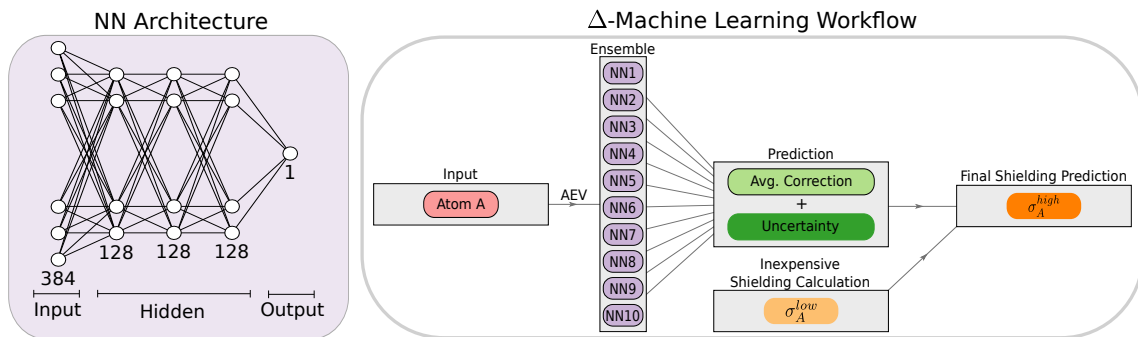 NN Architecture
384
128
128
128
1
Input
Hidden
Output
Δ-Machine Learning Workflow
Input
Atom A
AEV
Ensemble
NN1
NN2
NN3
NN4
NN5
NN6
NN7
NN8
NN9
NN10
Prediction
Avg. Correction
+
Uncertainty
Inexpensive
Shielding Calculation
σ_A^low
Final Shielding Prediction
σ_A^high